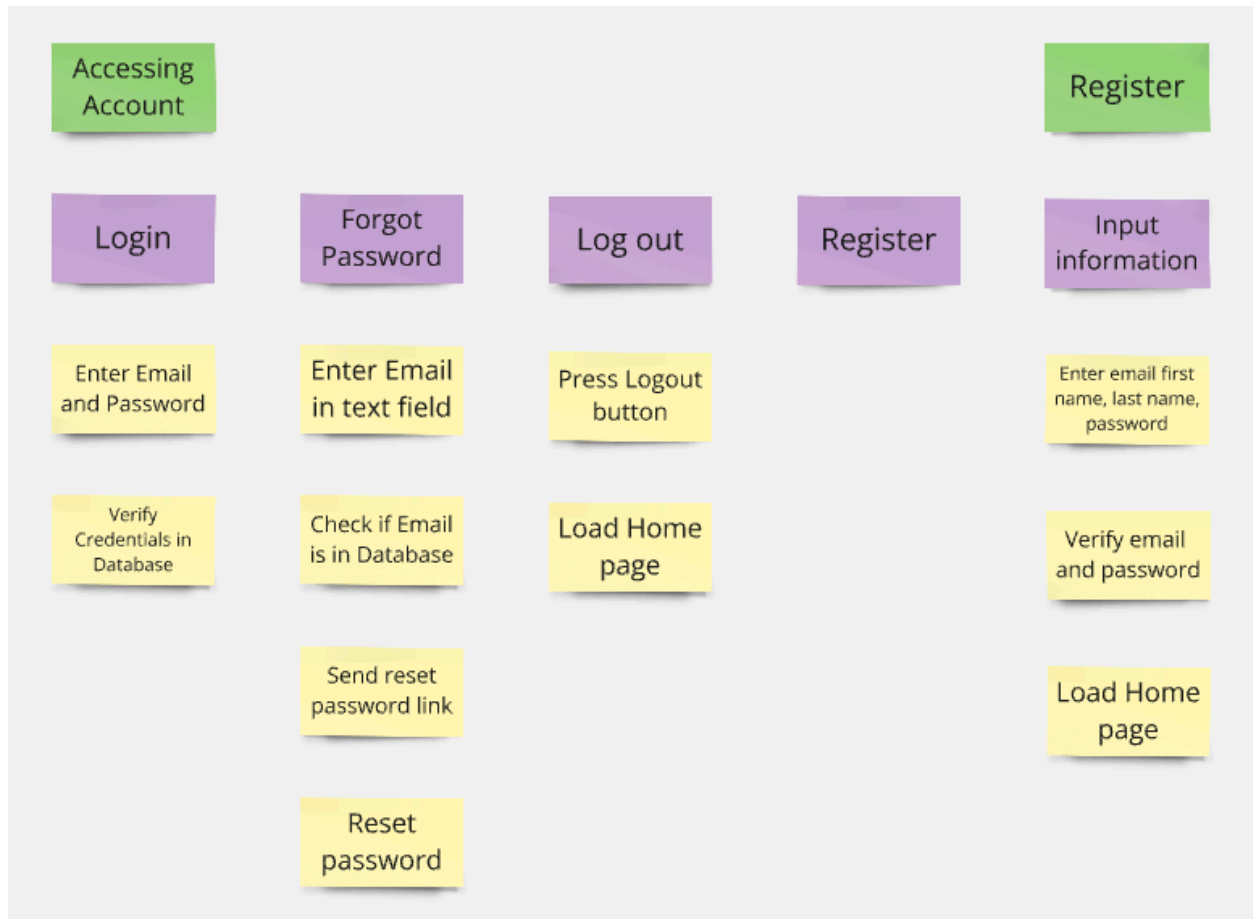 Accessing
Account
Register
Login
Forgot
Password
Log out
Register
Input
information
Enter Email
and Password
Enter Email
in text field
Press Logout
button
Enter email first
name, last name,
password
Verify
Credentials in
Database
Check if Email
is in Database
Load Home
page
Verify email
and password
Send reset
password link
Load Home
page
Reset
password